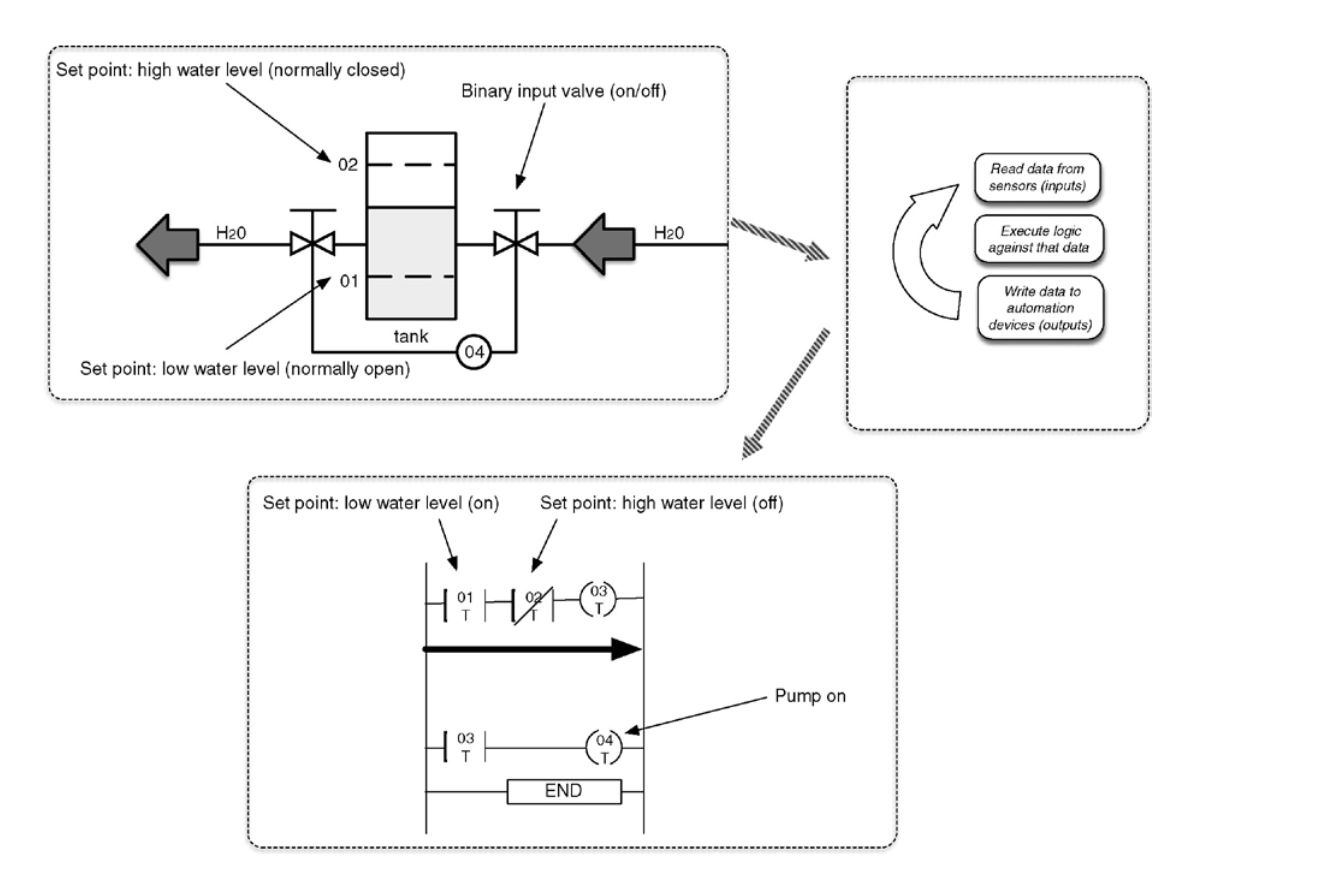 Set point: high water level (normally closed)
Binary input valve (on/off)
02
H20
H20
01
tank
04
Set point: low water level (normally open)
Read data from
sensors (inputs)
Execute logic
against that data
Write data to
automation
devices (outputs)
Set point: low water level (on)
Set point: high water level (off)
01
T
02
T
03
T
Pump on
03
T
04
T
END